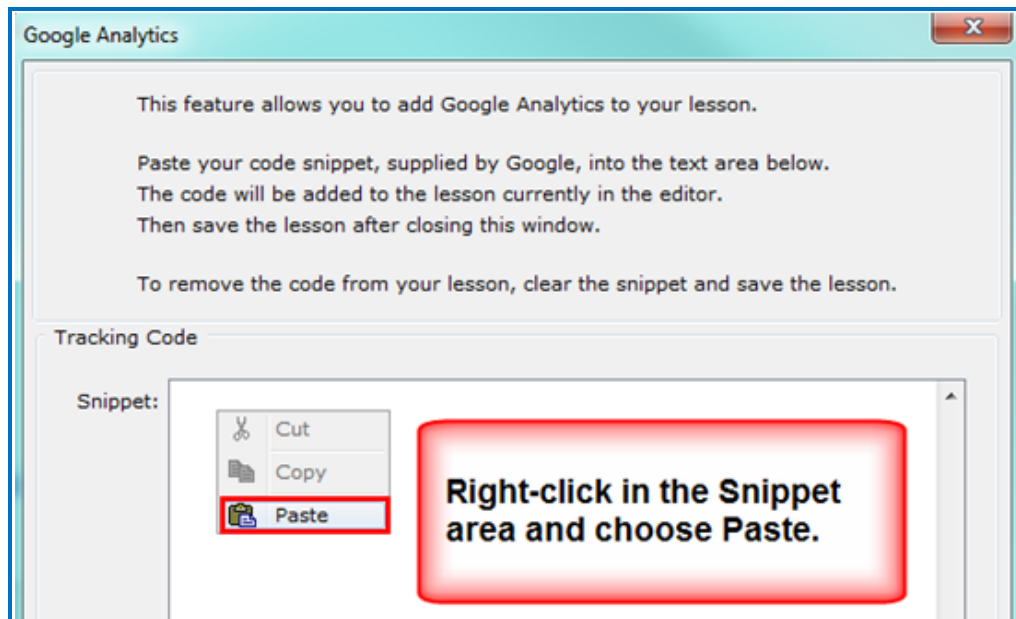 Google Analytics
This feature allows you to add Google Analytics to your lesson.
Paste your code snippet, supplied by Google, into the text area below.
The code will be added to the lesson currently in the editor.
Then save the lesson after closing this window.
To remove the code from your lesson, clear the snippet and save the lesson.
Tracking Code
Snippet:
Cut
Copy
Paste
Right-click in the Snippet
area and choose Paste.